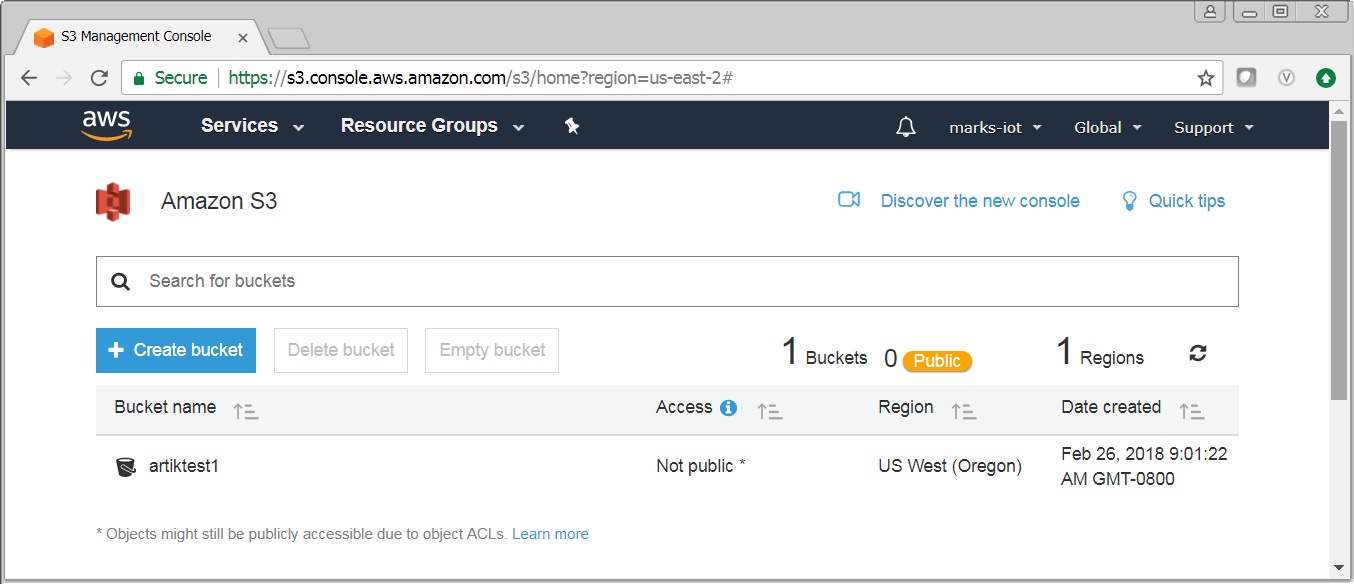 S3 Management Console
Secure https://s3.console.aws.amazon.com/s3/home?region=us-east-2#
aws Services Resource Groups marks-iot Global Support
Amazon S3 Discover the new console Quick tips
Search for buckets
Create bucket Delete bucket Empty bucket 1 Buckets 0 Public 1 Regions
Bucket name Access Region Date created
artiktest1 Not public * US West (Oregon) Feb 26, 2018 9:01:22
AM GMT-0800
* Objects might still be publicly accessible due to object ACLs. Learn more